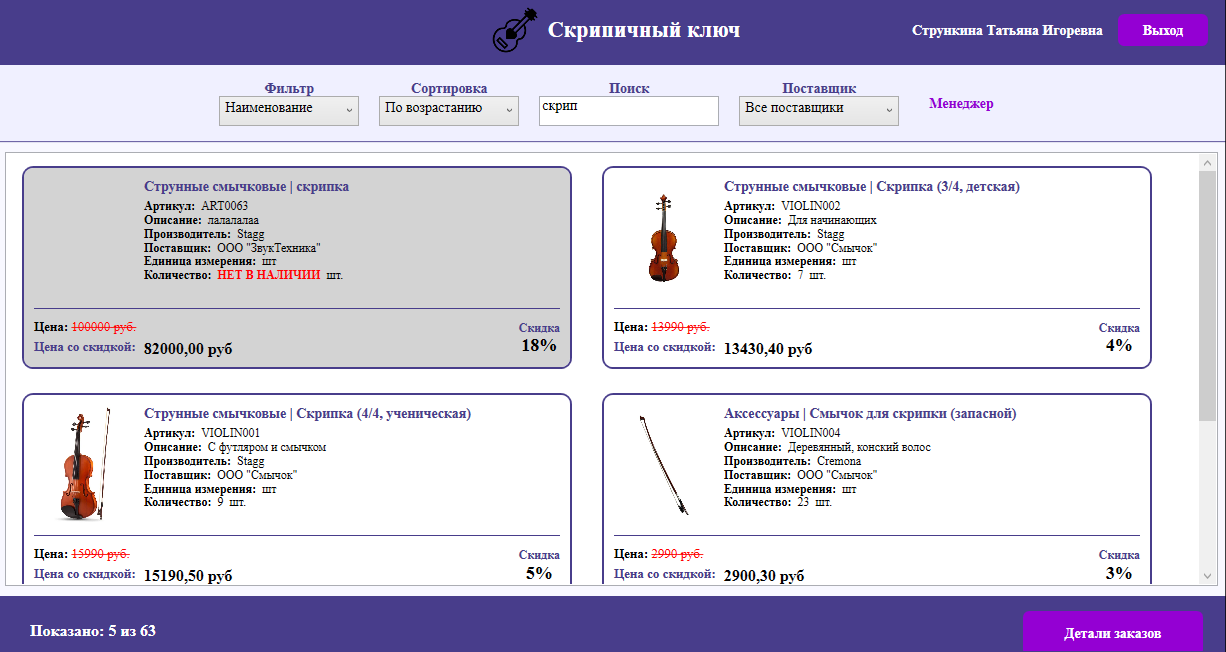 Скрипичный ключ
Стрункина Татьяна Игоревна
Выход
Фильтр
Сортировка
Поиск
Поставщик
Наименование
По возрастанию
скрип
Все поставщики
Менеджер
Струнные смычковые | скрипка
Артикул: ART0063
Описание: лалалалаа
Производитель: Stagg
Поставщик: ООО "ЗвукТехника"
Единица измерения: шт
Количество: НЕТ В НАЛИЧИИ шт.
Цена: 100000 руб.
Цена со скидкой: 82000,00 руб
Скидка
18%
Струнные смычковые | Скрипка (3/4, детская)
Артикул: VIOLIN002
Описание: Для начинающих
Производитель: Stagg
Поставщик: ООО "Смычок"
Единица измерения: шт
Количество: 7 шт.
Цена: 13990 руб.
Цена со скидкой: 13430,40 руб
Скидка
4%
Струнные смычковые | Скрипка (4/4, ученическая)
Артикул: VIOLIN001
Описание: С футляром и смычком
Производитель: Stagg
Поставщик: ООО "Смычок"
Единица измерения: шт
Количество: 9 шт.
Цена: 15990 руб.
Цена со скидкой: 15190,50 руб
Скидка
5%
Аксессуары | Смычок для скрипки (запасной)
Артикул: VIOLIN004
Описание: Деревянный, конский волос
Производитель: Cremona
Поставщик: ООО "Смычок"
Единица измерения: шт
Количество: 23 шт.
Цена: 2990 руб.
Цена со скидкой: 2900,30 руб
Скидка
3%
Показано: 5 из 63
Детали заказов